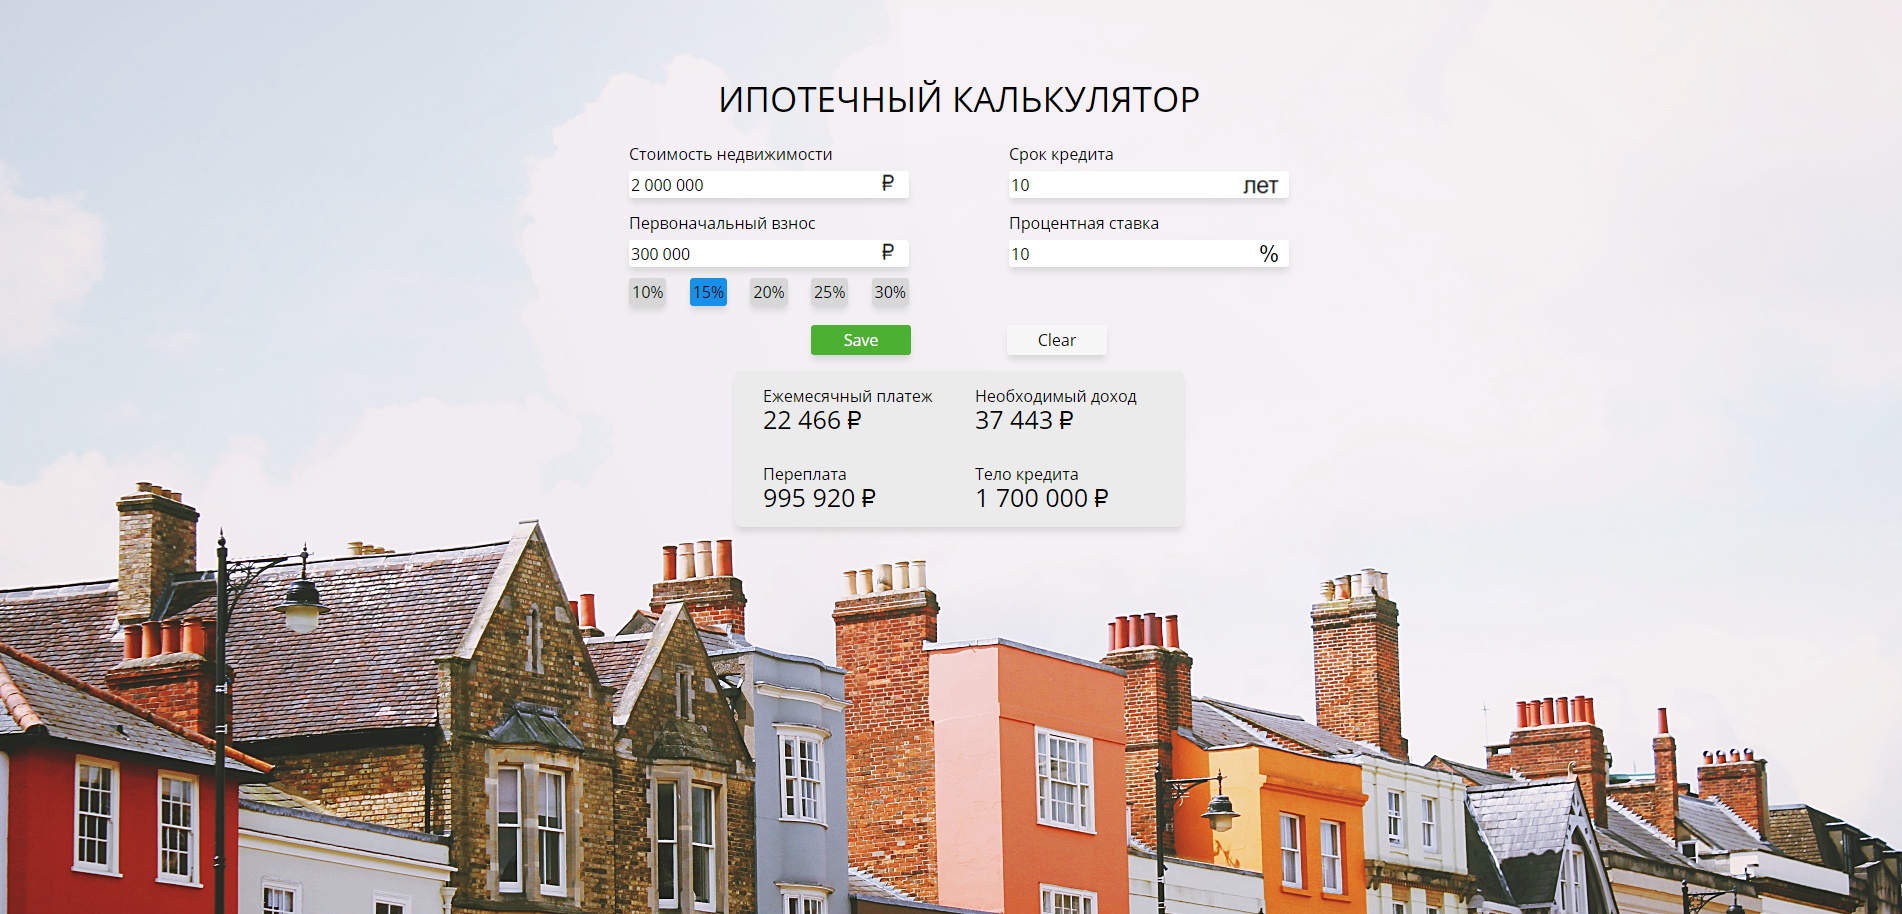 ИПОТЕЧНЫЙ КАЛЬКУЛЯТОР
Стоимость недвижимости
2 000 000 ₽
Первоначальный взнос
300 000 ₽
10% 15% 20% 25% 30%
Срок кредита
10 лет
Процентная ставка
10 %
Save Clear
Ежемесячный платеж
22 466 ₽
Необходимый доход
37 443 ₽
Переплата
995 920 ₽
Тело кредита
1 700 000 ₽